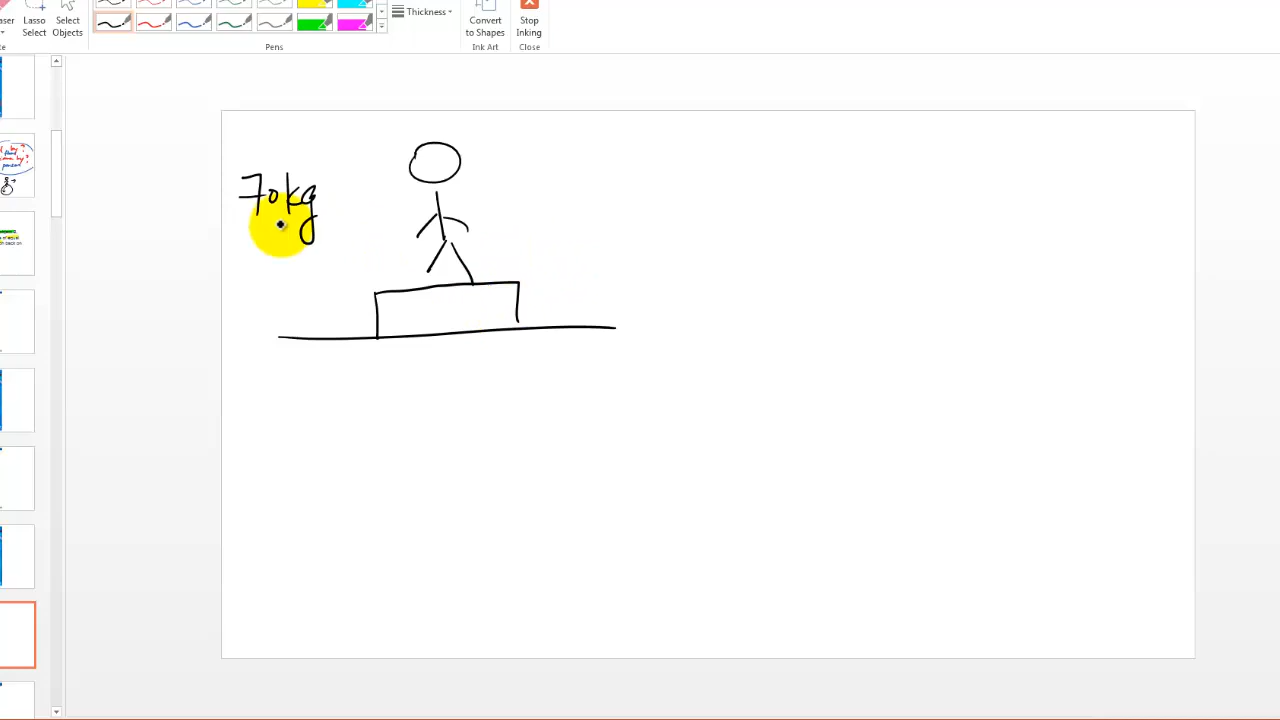 Lasso
Select
Select
Objects
Thickness
Convert
to Shapes
Stop
Inking
Pens
Ink Art
Close
70kg